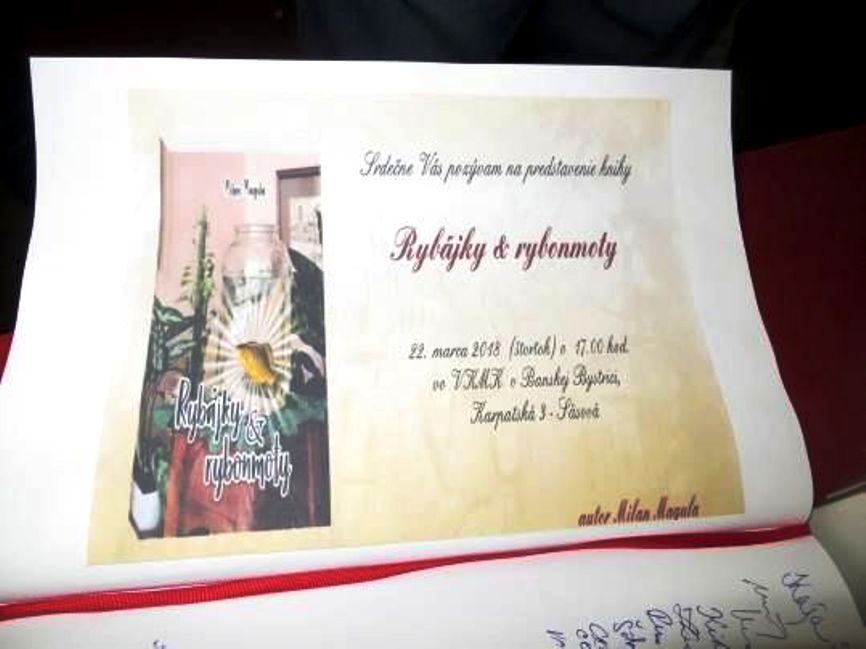 Milan Magula
Rybájky
&
rybonmoty
Srdečne Vás pozývam na predstavenie knihy
Rybájky & rybonmoty
22. marca 2018 (štvrtok) o 17.00 hod.
vo VKMK v Banskej Bystrici,
Karpatská 3 - Sásová
autor Milan Magula